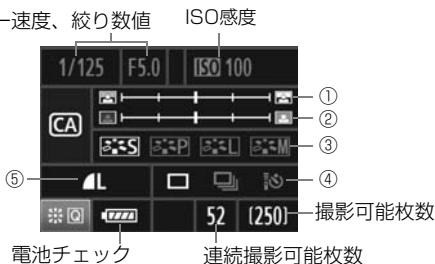 ー速度、絞り数値 ISO感度
1/125 F5.0 ISO 100
①
CA ②
S P L M ③
⑤ L ④
Q 52 [250] 撮影可能枚数
電池チェック 連続撮影可能枚数